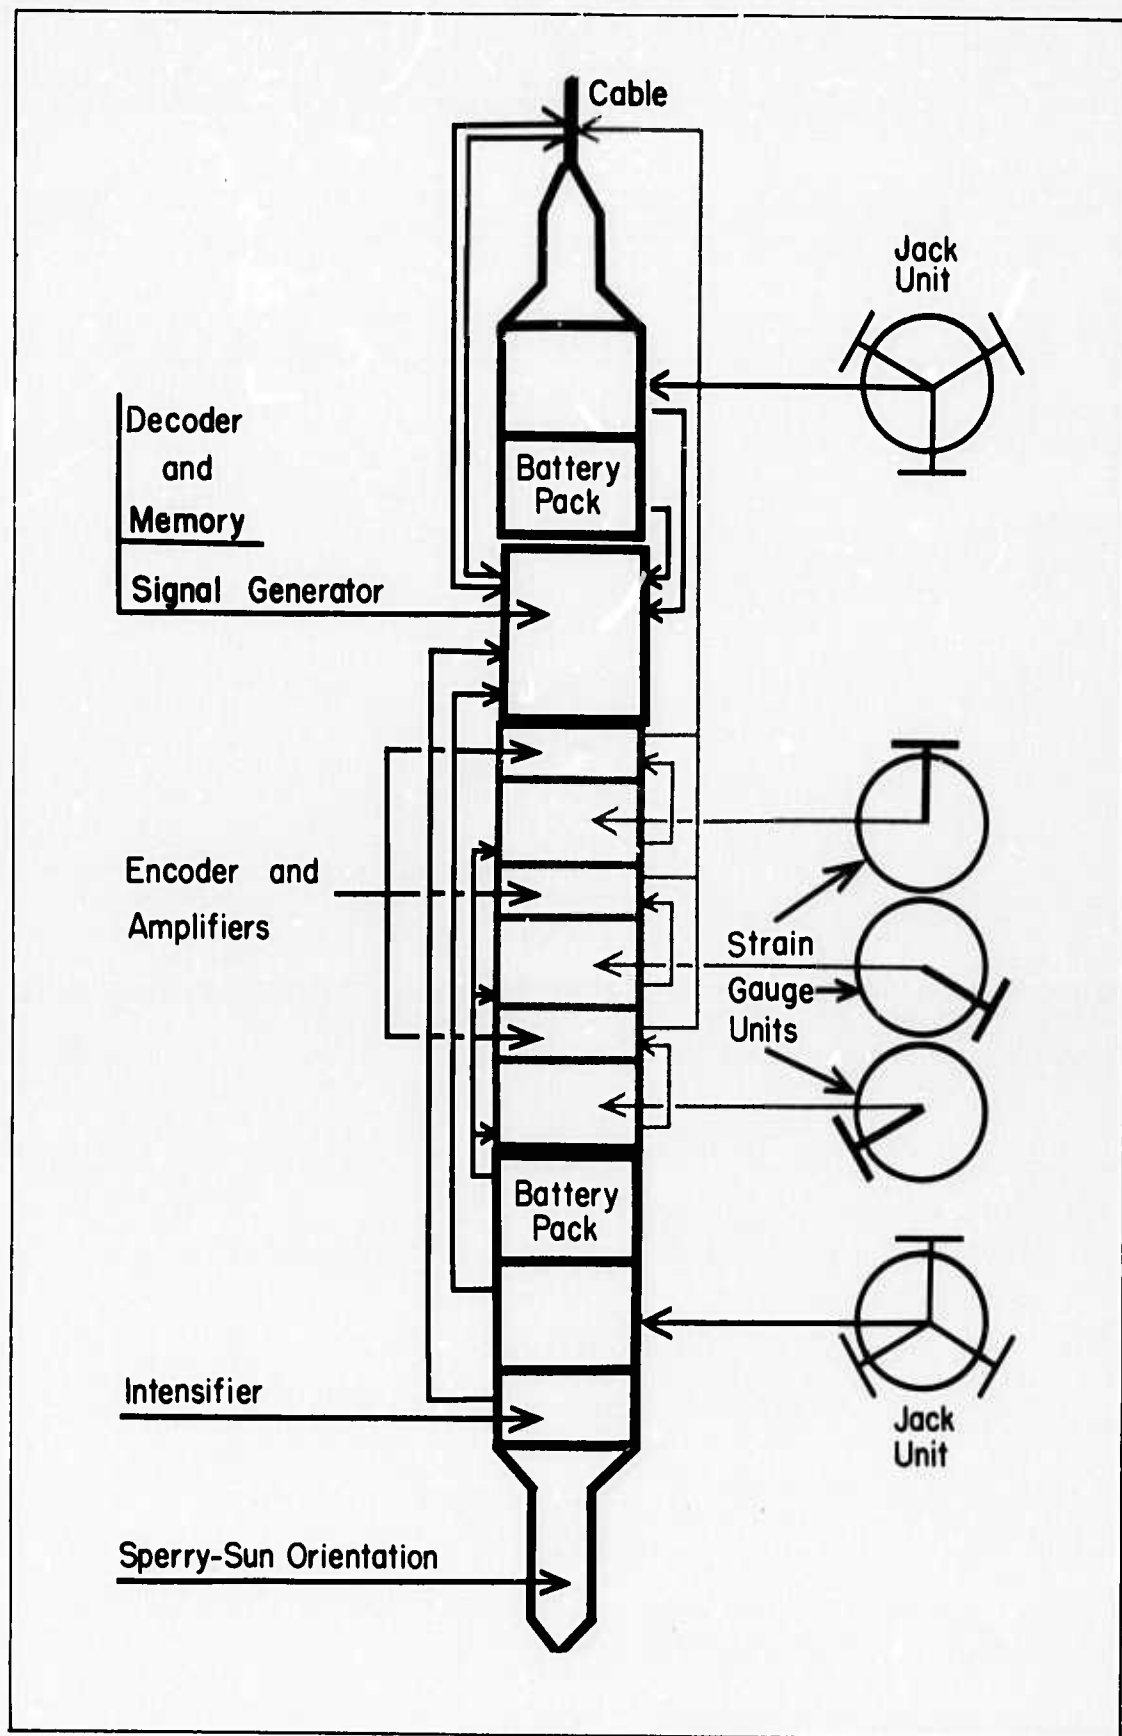 Cable
Jack
Unit
Decoder
and
Memory
Signal Generator
Battery
Pack
Encoder and
Amplifiers
Strain
Gauge
Units
Battery
Pack
Intensifier
Jack
Unit
Sperry-Sun Orientation